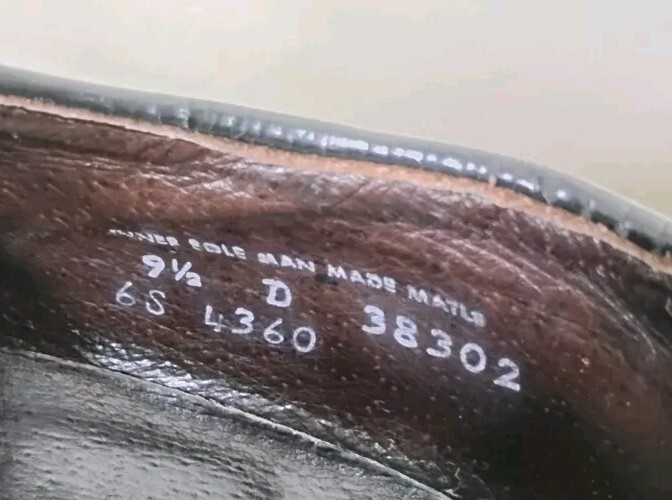 INNER SOLE MAN MADE MATLS
9½ D 38302
6S 4360